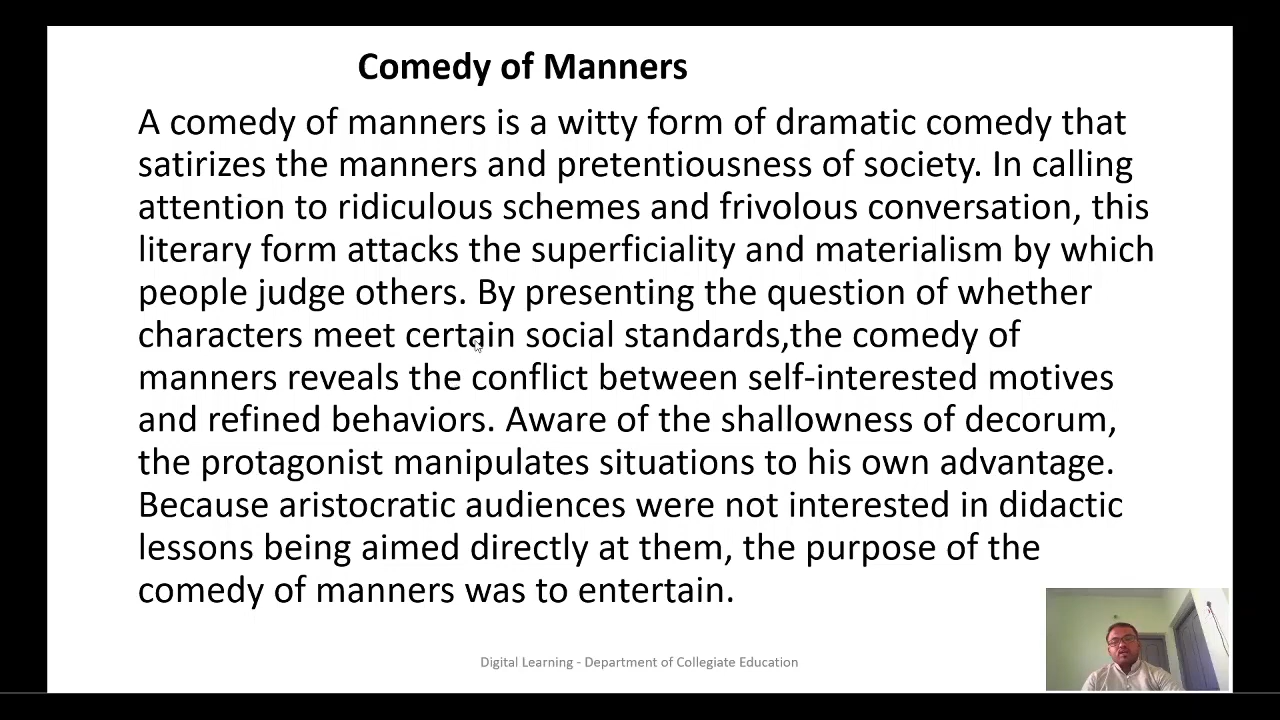 Comedy of Manners
A comedy of manners is a witty form of dramatic comedy that
satirizes the manners and pretentiousness of society. In calling
attention to ridiculous schemes and frivolous conversation, this
literary form attacks the superficiality and materialism by which
people judge others. By presenting the question of whether
characters meet certain social standards,the comedy of
manners reveals the conflict between self-interested motives
and refined behaviors. Aware of the shallowness of decorum,
the protagonist manipulates situations to his own advantage.
Because aristocratic audiences were not interested in didactic
lessons being aimed directly at them, the purpose of the
comedy of manners was to entertain.
Digital Learning - Department of Collegiate Education